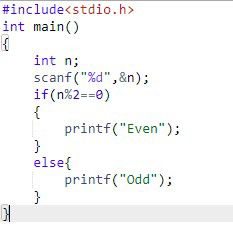 #include<stdio.h>
int main()
{
    int n;
    scanf("%d",&n);
    if(n%2==0)
    {
        printf("Even");
    }
    else{
        printf("Odd");
    }
}